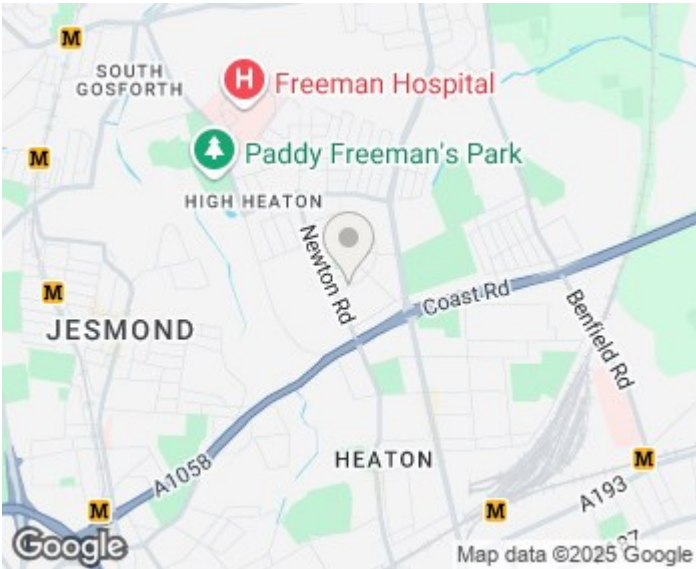 M
SOUTH
GOSFORTH
H
Freeman Hospital
M
Paddy Freeman's Park
HIGH HEATON
Newton Rd
M
Coast Rd
JESMOND
Benfield Rd
HEATON
M
A1058
A193
M
M
Google
Map data ©2025 Google